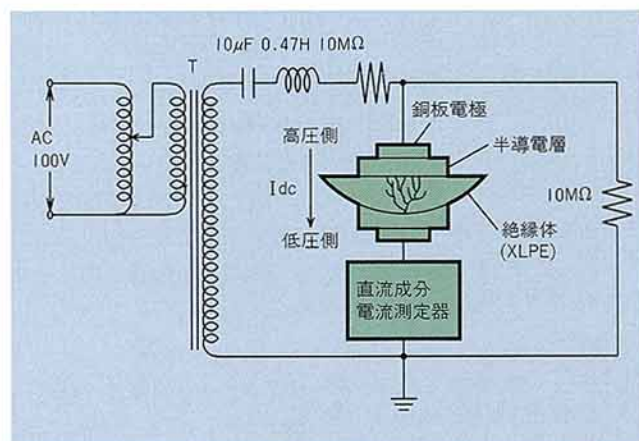 10μF 0.47H 10MΩ
T
AC
100V
高圧側
Idc
低圧側
銅板電極
半導電層
絶縁体
(XLPE)
10MΩ
直流成分
電流測定器